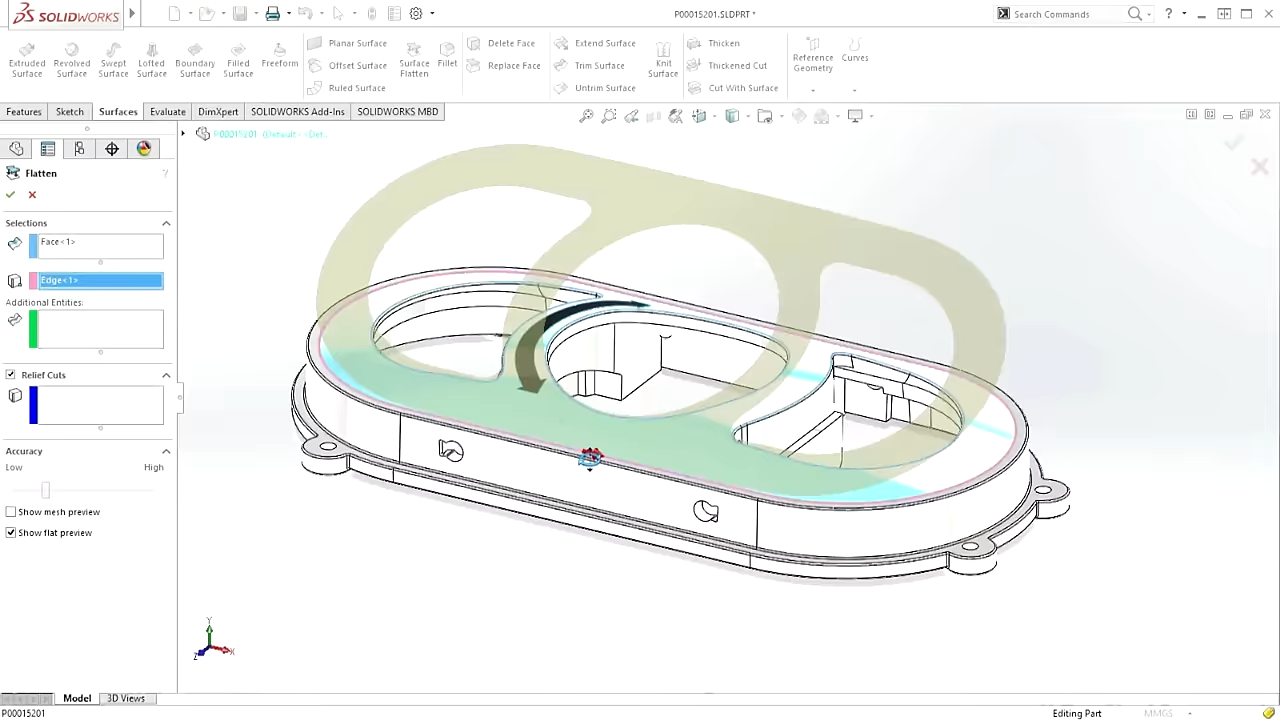 SOLIDWORKS
P00015201.SLDPRT *
Search Commands
?
Extruded Surface
Revolved Surface
Swept Surface
Lofted Surface
Boundary Surface
Filled Surface
Freeform
Planar Surface
Offset Surface
Ruled Surface
Surface Flatten
Fillet
Delete Face
Replace Face
Extend Surface
Trim Surface
Untrim Surface
Knit Surface
Thicken
Thickened Cut
Cut With Surface
Reference Geometry
Curves
Features
Sketch
Surfaces
Evaluate
DimXpert
SOLIDWORKS Add-Ins
SOLIDWORKS MBD
P00015201 (Default<<Def...
Flatten
?
Selections
Face<1>
Edge<1>
Additional Entities:
Relief Cuts
Accuracy
Low
High
Show mesh preview
Show flat preview
Y
X
Z
Model
3D Views
P00015201
Editing Part
MMGS